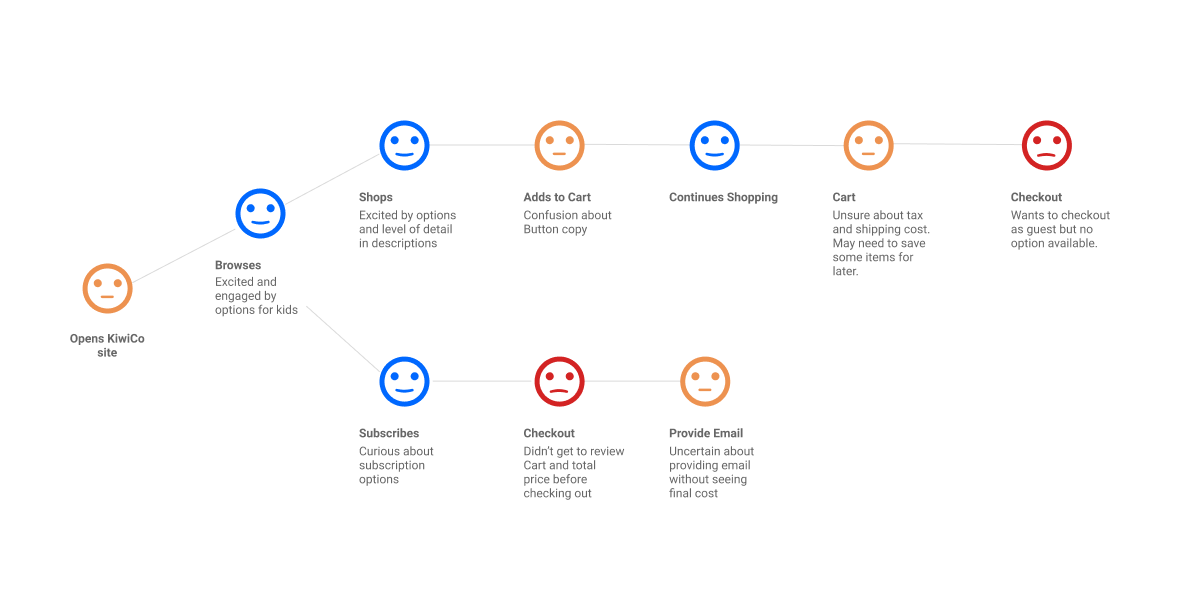 Opens KiwiCo
site
Browses
Excited and
engaged by
options for kids
Shops
Excited by options
and level of detail
in descriptions
Adds to Cart
Confusion about
Button copy
Continues Shopping
Cart
Unsure about tax
and shipping cost.
May need to save
some items for
later.
Checkout
Wants to checkout
as guest but no
option available.
Subscribes
Curious about
subscription
options
Checkout
Didn't get to review
Cart and total
price before
checking out
Provide Email
Uncertain about
providing email
without seeing
final cost